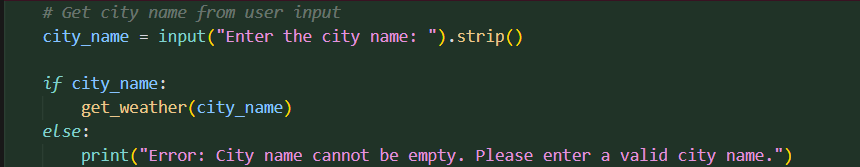 # Get city name from user input
city_name = input("Enter the city name: ").strip()
if city_name:
get_weather(city_name)
else:
print("Error: City name cannot be empty. Please enter a valid city name.")